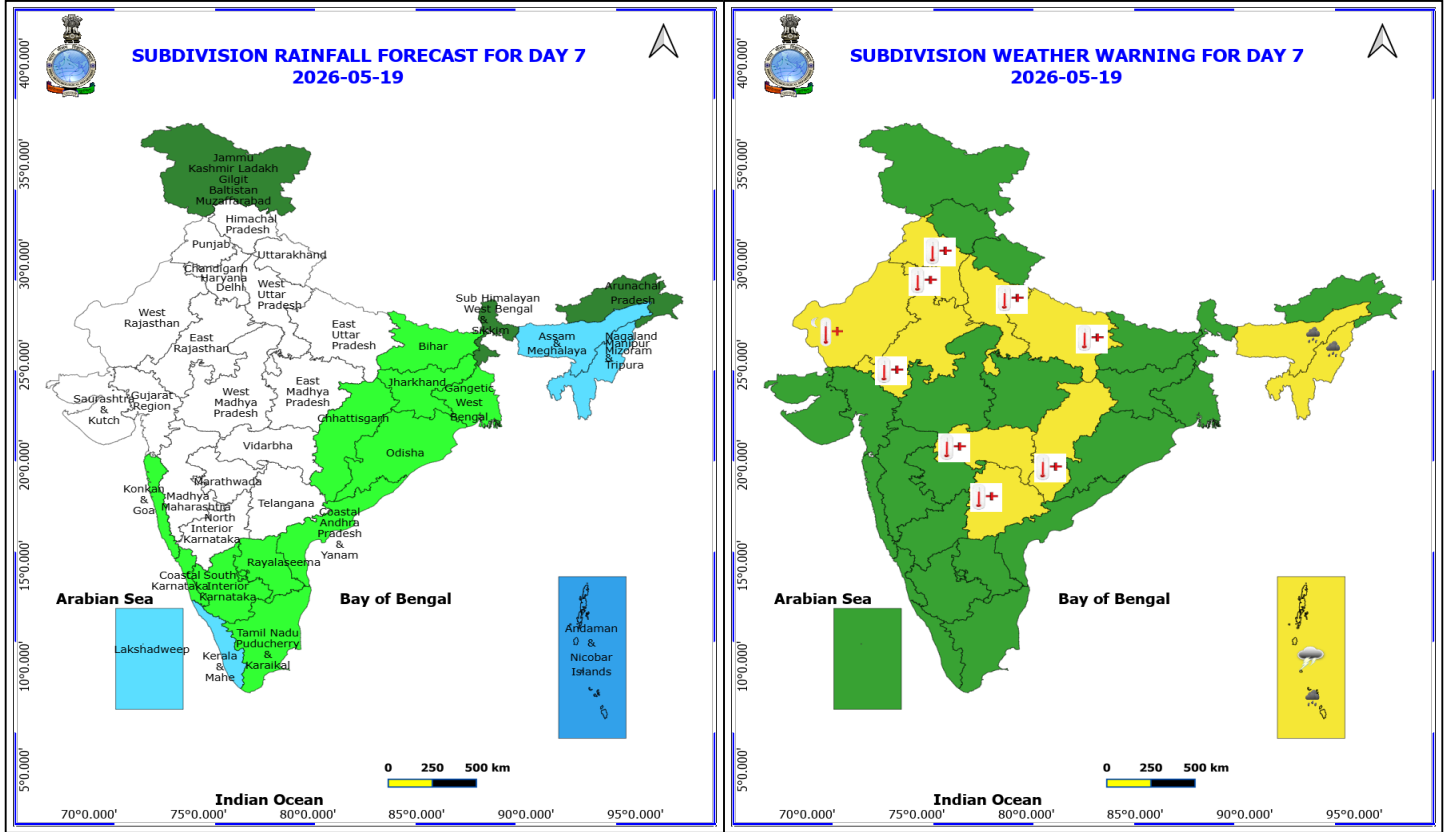 SUBDIVISION RAINFALL FORECAST FOR DAY 7
2026-05-19
40°0.000'
35°0.000'
30°0.000'
25°0.000'
20°0.000'
15°0.000'
10°0.000'
5°0.000'
Jammu
Kashmir Ladakh
Gilgit
Baltistan
Muzaffarabad
Himachal
Pradesh
Punjab
Uttarakhand
Chandigarh
Haryana
Delhi
West
Uttar
Pradesh
West
Rajasthan
East
Rajasthan
East
Uttar
Pradesh
Sub Himalayan
West Bengal
&
Sikkim
Arunachal
Pradesh
Assam
&
Meghalaya
Nagaland
Manipur
Mizoram
&
Tripura
Bihar
Jharkhand
Gangetic
West
Bengal
Saurashtra
&
Kutch
Gujarat
Region
West
Madhya
Pradesh
East
Madhya
Pradesh
Chhattisgarh
Odisha
Vidarbha
Konkan
&
Goa
Madhya
Maharashtra
Marathwada
Telangana
North
Interior
Karnataka
Coastal
Andhra
Pradesh
&
Yanam
Rayalaseema
Coastal
Karnataka
South
Interior
Karnataka
Arabian Sea
Bay of Bengal
Lakshadweep
Kerala
&
Mahe
Tamil Nadu
Puducherry
&
Karaikal
Andaman
&
Nicobar
Islands
0 250 500 km
Indian Ocean
70°0.000' 75°0.000' 80°0.000' 85°0.000' 90°0.000' 95°0.000'
SUBDIVISION WEATHER WARNING FOR DAY 7
2026-05-19
40°0.000'
35°0.000'
30°0.000'
25°0.000'
20°0.000'
15°0.000'
10°0.000'
5°0.000'
Arabian Sea
Bay of Bengal
0 250 500 km
Indian Ocean
70°0.000' 75°0.000' 80°0.000' 85°0.000' 90°0.000' 95°0.000'